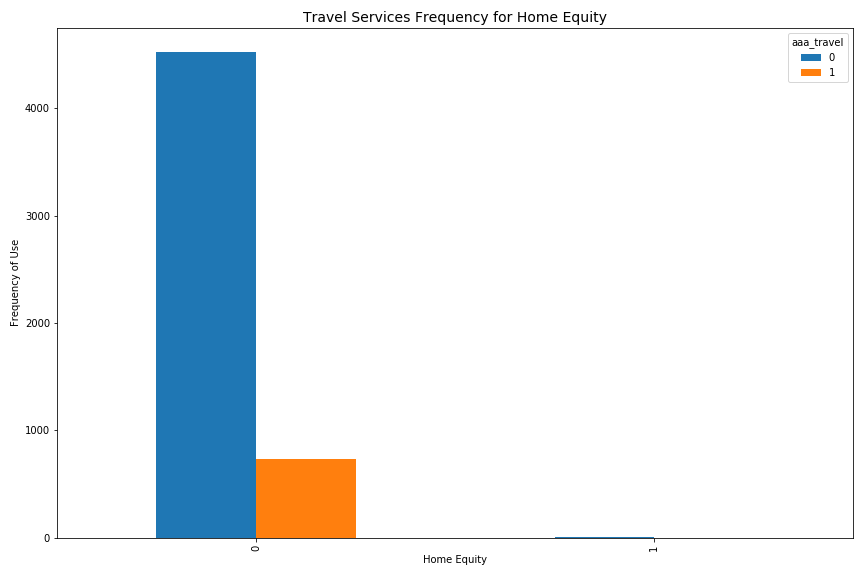 Travel Services Frequency for Home Equity
aaa_travel
0
1
4000
3000
2000
1000
0
Frequency of Use
0
1
Home Equity